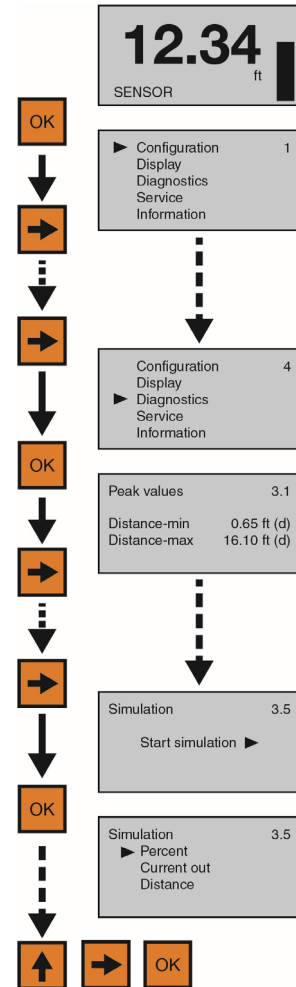 12.34
ft
SENSOR
OK
Configuration 1
Display
Diagnostics
Service
Information
Configuration 4
Display
Diagnostics
Service
Information
OK
Peak values 3.1
Distance-min 0.65 ft (d)
Distance-max 16.10 ft (d)
Simulation 3.5
Start simulation
OK
Simulation 3.5
Percent
Current out
Distance
OK